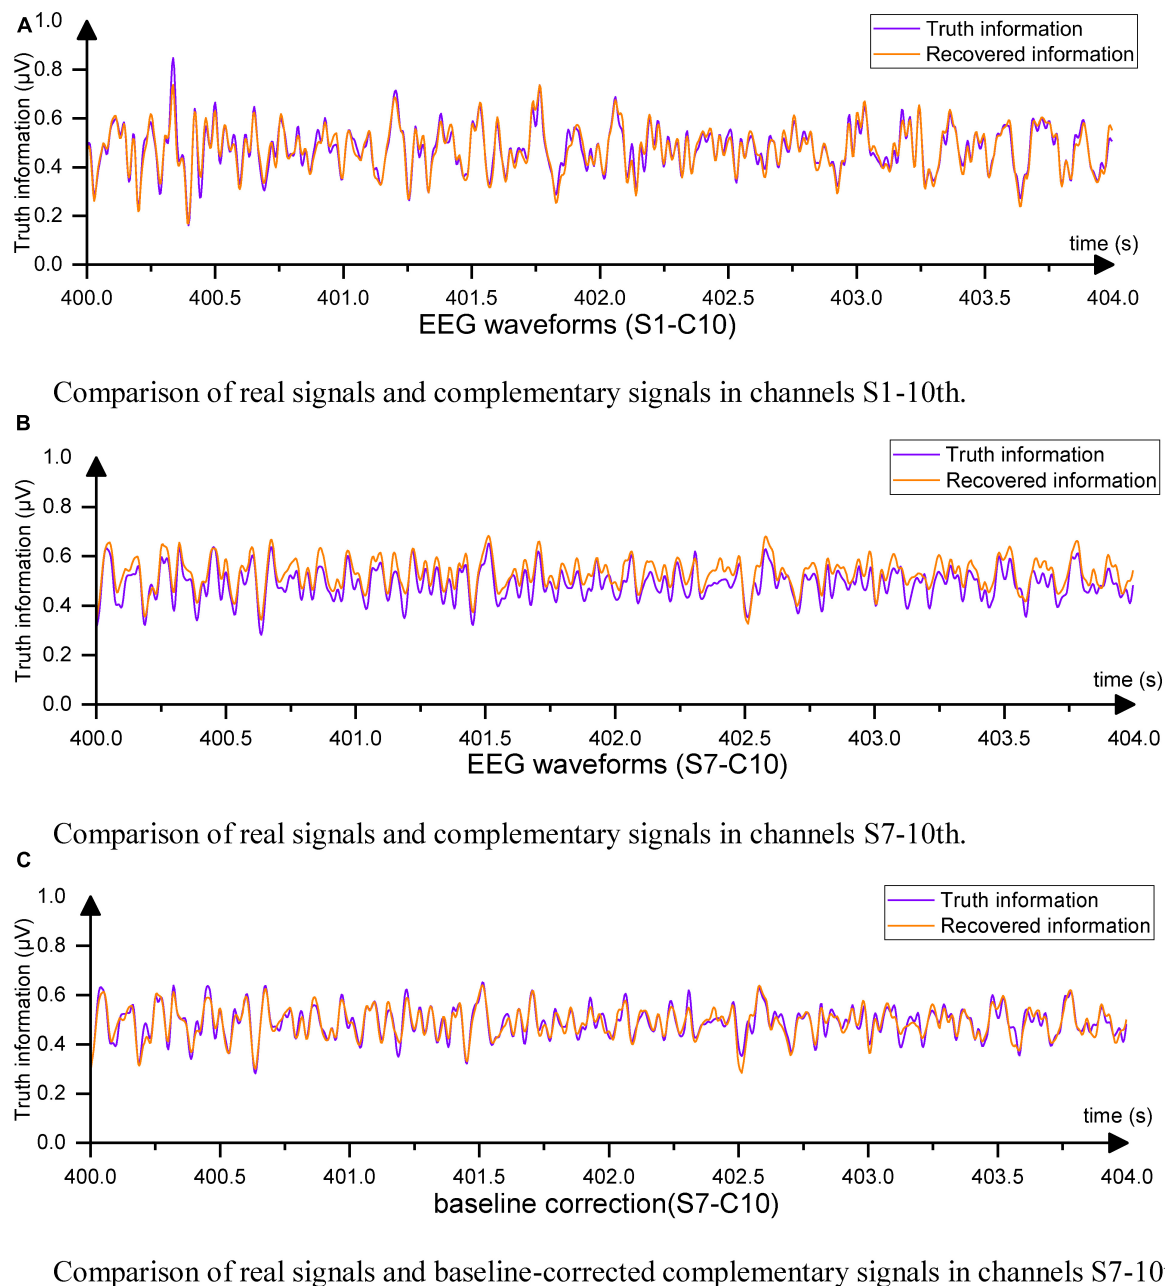 A
1.0
Truth information
Recovered information
0.8
0.6
0.4
0.2
0.0
Truth information (μV)
time (s)
400.0 400.5 401.0 401.5 402.0 402.5 403.0 403.5 404.0
EEG waveforms (S1-C10)
Comparison of real signals and complementary signals in channels S1-10th.
B
1.0
Truth information
Recovered information
0.8
0.6
0.4
0.2
0.0
Truth information (μV)
time (s)
400.0 400.5 401.0 401.5 402.0 402.5 403.0 403.5 404.0
EEG waveforms (S7-C10)
Comparison of real signals and complementary signals in channels S7-10th.
C
1.0
Truth information
Recovered information
0.8
0.6
0.4
0.2
0.0
Truth information (μV)
time (s)
400.0 400.5 401.0 401.5 402.0 402.5 403.0 403.5 404.0
baseline correction(S7-C10)
Comparison of real signals and baseline-corrected complementary signals in channels S7-10